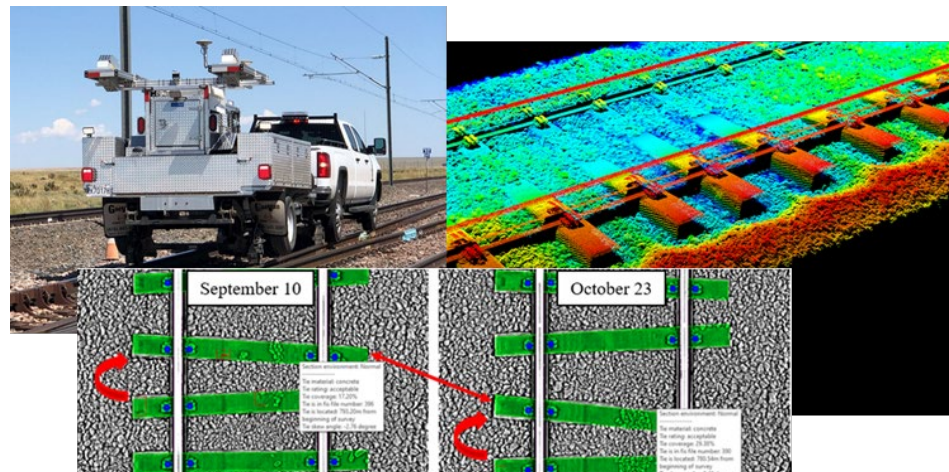 September 10
October 23
Section environment: Normal
Tie material: concrete
Tie rating: acceptable
Tie coverage: 17.20%
Tie is in fis file number: 396
Tie is located: 793.20m from
beginning of survey
Tie skew angle: -2.76 degree
Section environment: Normal
Tie material: concrete
Tie rating: acceptable
Tie coverage: 29.30%
Tie is in fis file number: 390
Tie is located: 780.54m from
beginning of survey